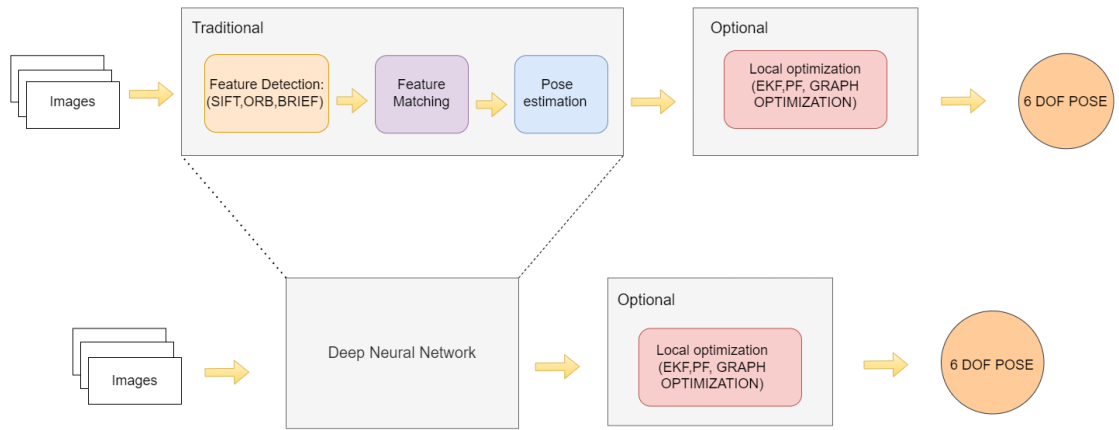 Traditional
Optional
Images
Feature Detection:
(SIFT,ORB,BRIEF)
Feature
Matching
Pose
estimation
Local optimization
(EKF,PF, GRAPH
OPTIMIZATION)
6 DOF POSE
Images
Deep Neural Network
Optional
Local optimization
(EKF,PF, GRAPH
OPTIMIZATION)
6 DOF POSE